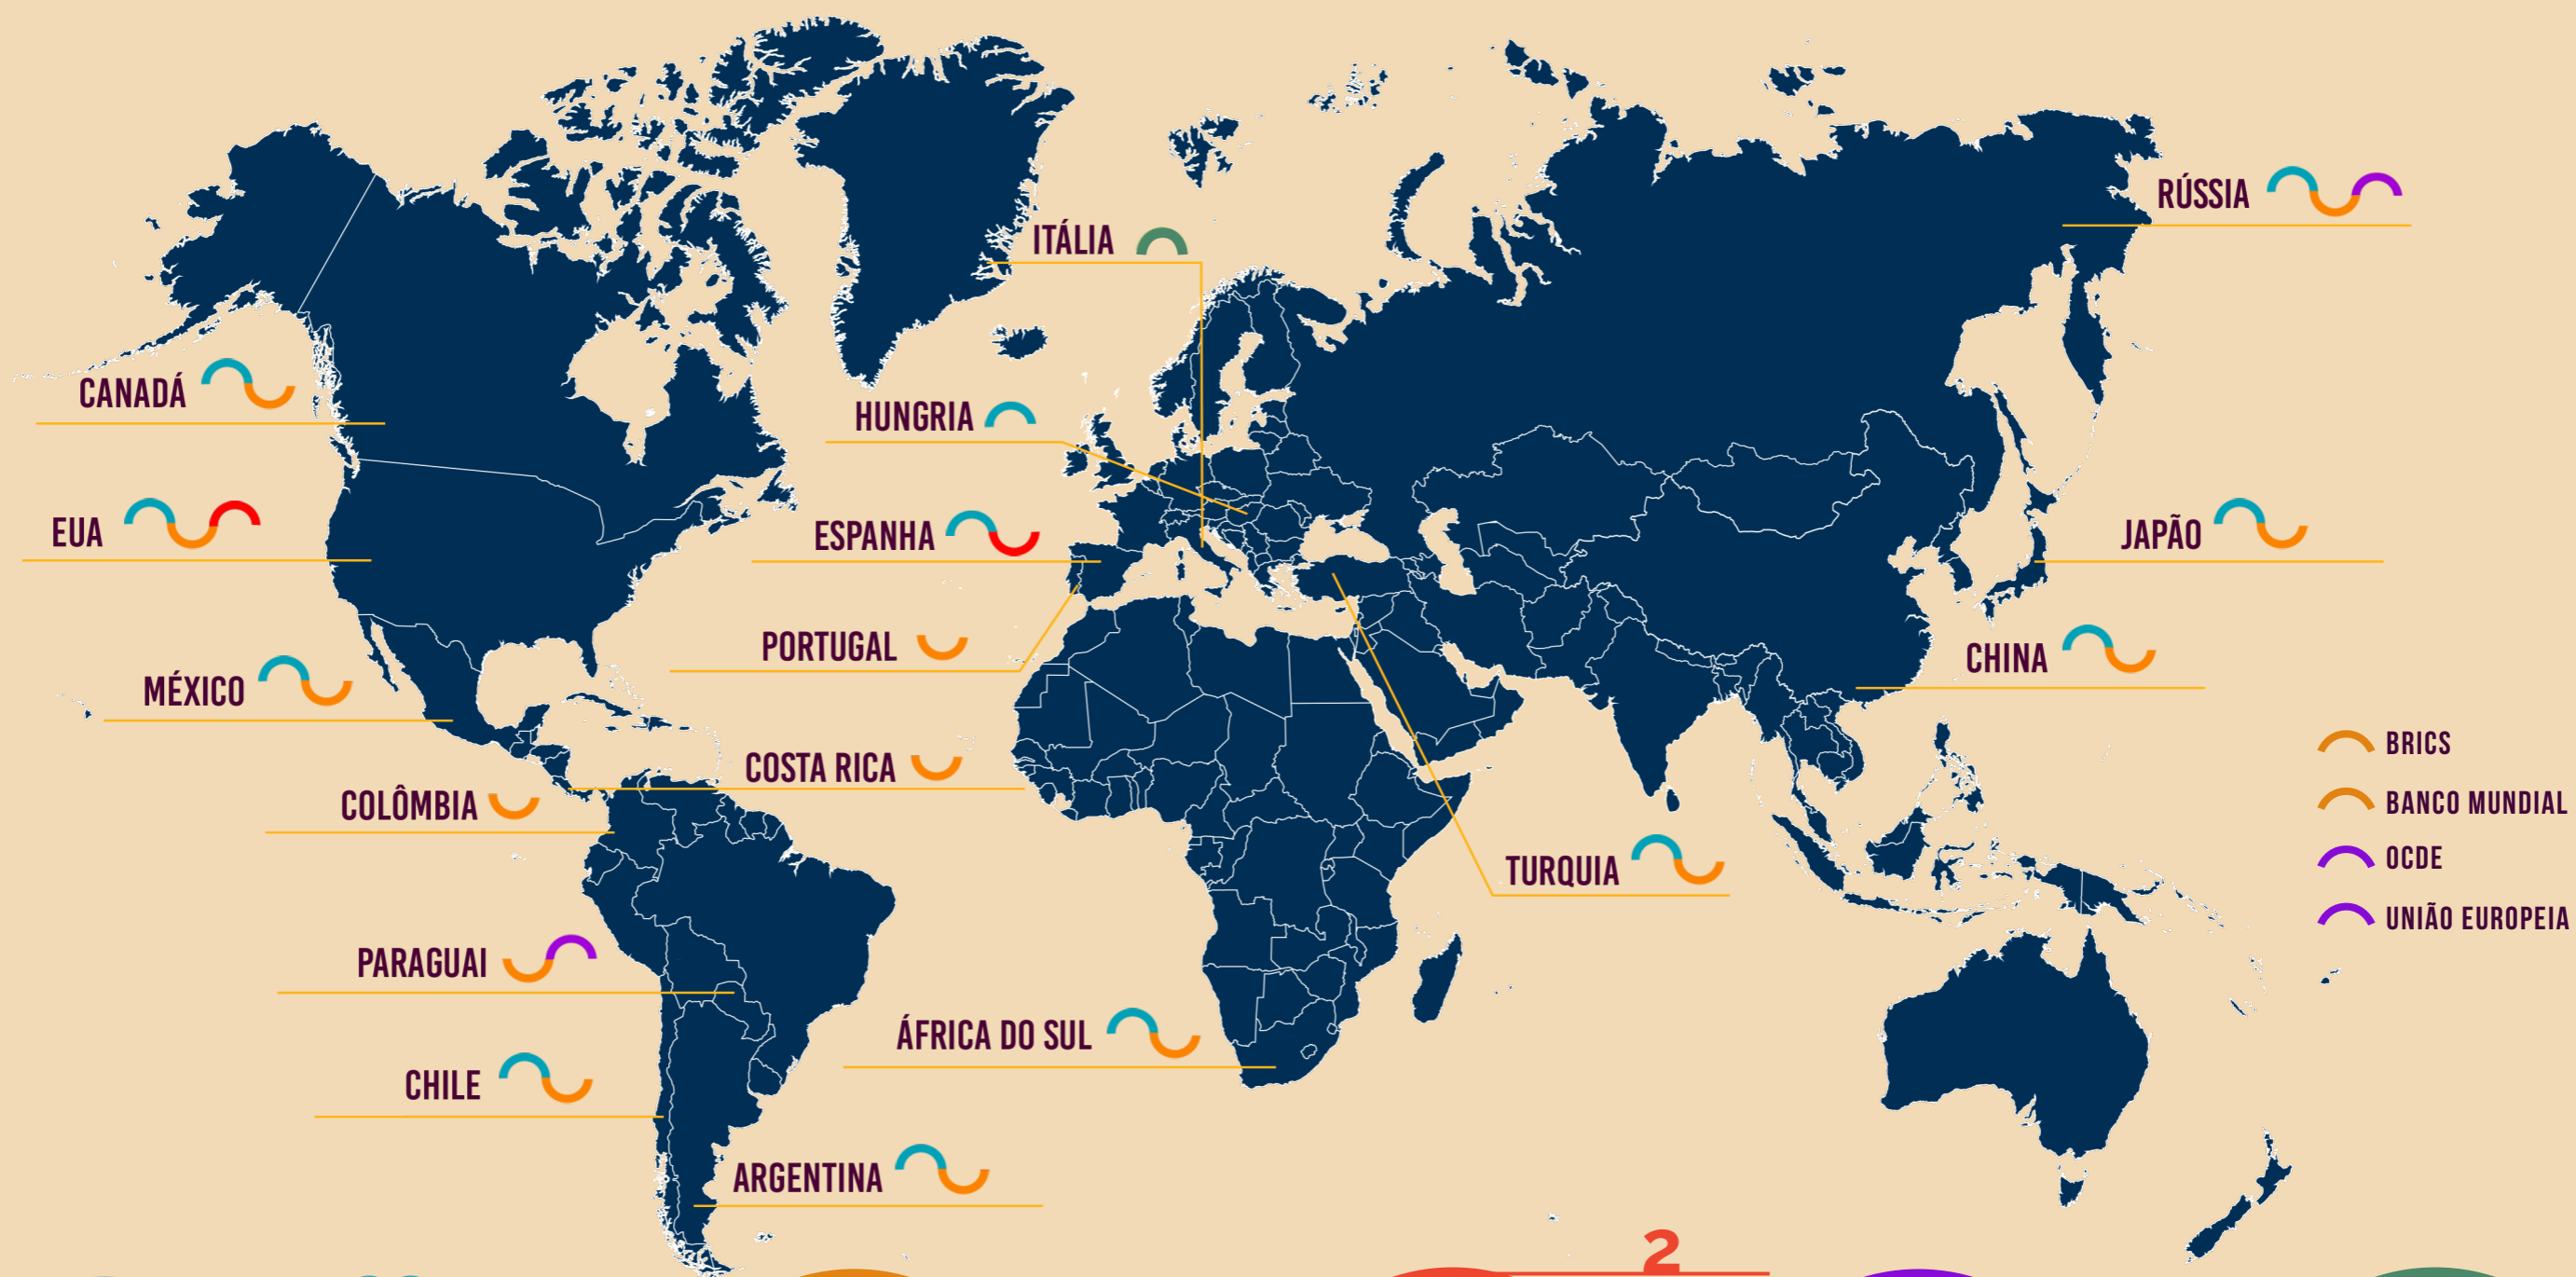 RÚSSIA
ITÁLIA
CANADÁ
HUNGRIA
EUA
ESPANHA
JAPÃO
PORTUGAL
CHINA
MÉXICO
BRICS
COSTA RICA
COLÔMBIA
BANCO MUNDIAL
OCDE
TURQUIA
UNIÃO EUROPEIA
PARAGUAI
ÁFRICA DO SUL
CHILE
ARGENTINA
2